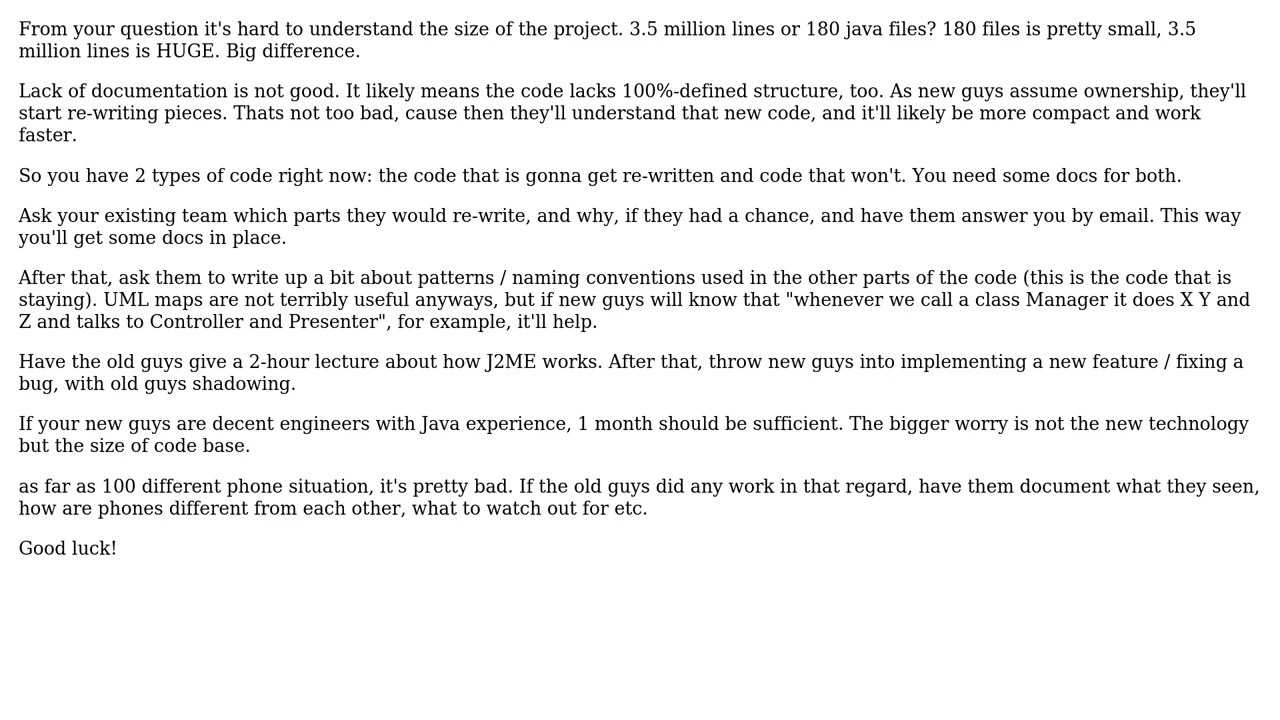 From your question it's hard to understand the size of the project. 3.5 million lines or 180 java files? 180 files is pretty small, 3.5
million lines is HUGE. Big difference.
Lack of documentation is not good. It likely means the code lacks 100%-defined structure, too. As new guys assume ownership, they'll
start re-writing pieces. Thats not too bad, cause then they'll understand that new code, and it'll likely be more compact and work
faster.
So you have 2 types of code right now: the code that is gonna get re-written and code that won't. You need some docs for both.
Ask your existing team which parts they would re-write, and why, if they had a chance, and have them answer you by email. This way
you'll get some docs in place.
After that, ask them to write up a bit about patterns / naming conventions used in the other parts of the code (this is the code that is
staying). UML maps are not terribly useful anyways, but if new guys will know that "whenever we call a class Manager it does X Y and
Z and talks to Controller and Presenter", for example, it'll help.
Have the old guys give a 2-hour lecture about how J2ME works. After that, throw new guys into implementing a new feature / fixing a
bug, with old guys shadowing.
If your new guys are decent engineers with Java experience, 1 month should be sufficient. The bigger worry is not the new technology
but the size of code base.
as far as 100 different phone situation, it's pretty bad. If the old guys did any work in that regard, have them document what they seen,
how are phones different from each other, what to watch out for etc.
Good luck!